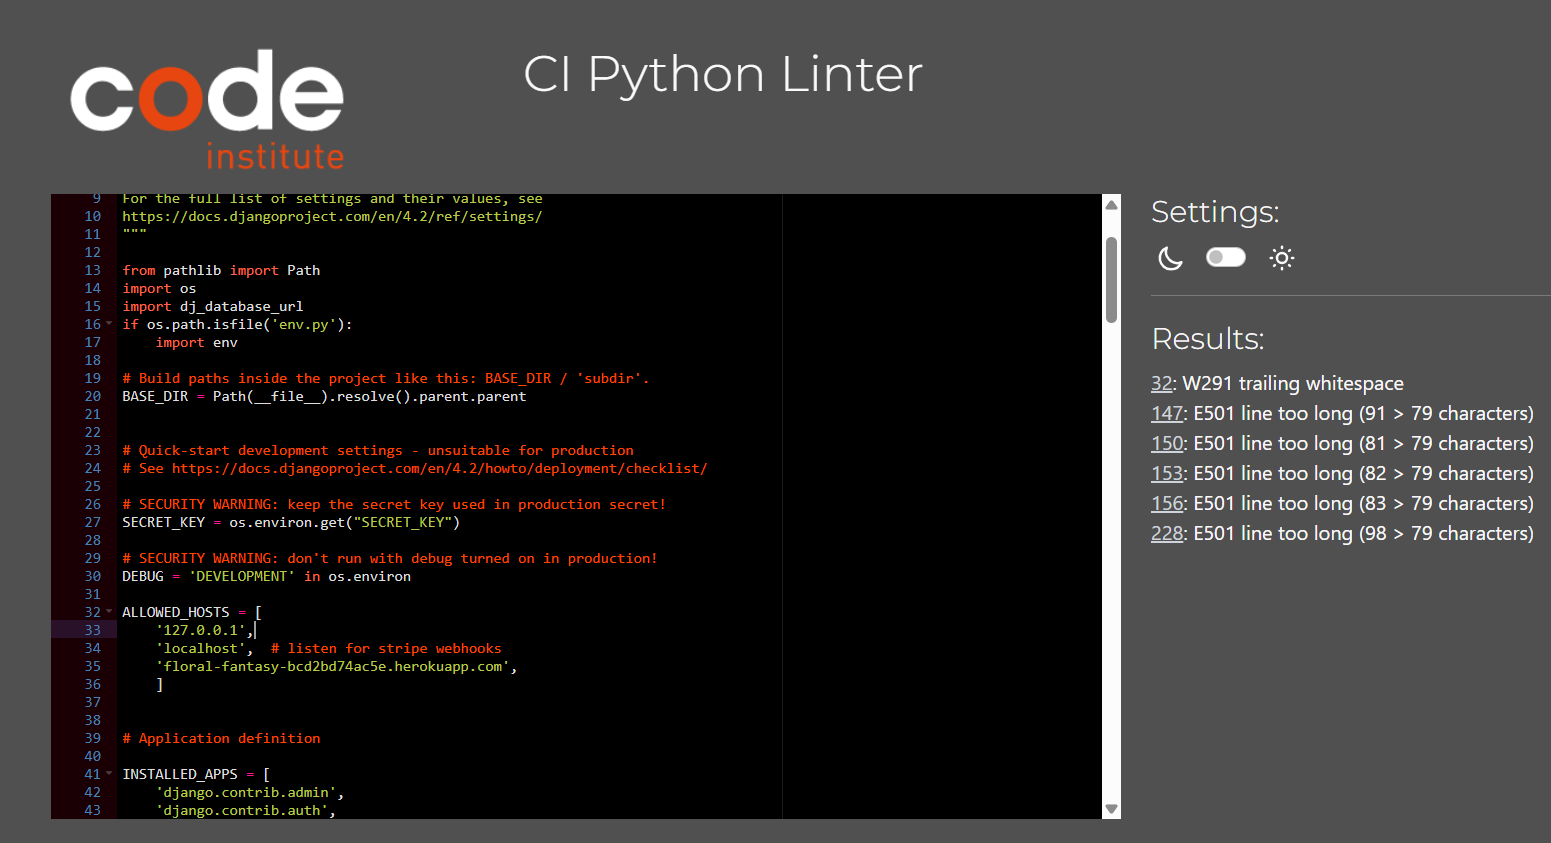 code
institute
CI Python Linter
9 For the full list of settings and their values, see
10 https://docs.djangoproject.com/en/4.2/ref/settings/
11 """
12
13 from pathlib import Path
14 import os
15 import dj_database_url
16 if os.path.isfile('env.py'):
17     import env
18
19 # Build paths inside the project like this: BASE_DIR / 'subdir'.
20 BASE_DIR = Path(__file__).resolve().parent.parent
21
22
23 # Quick-start development settings - unsuitable for production
24 # See https://docs.djangoproject.com/en/4.2/howto/deployment/checklist/
25
26 # SECURITY WARNING: keep the secret key used in production secret!
27 SECRET_KEY = os.environ.get("SECRET_KEY")
28
29 # SECURITY WARNING: don't run with debug turned on in production!
30 DEBUG = 'DEVELOPMENT' in os.environ
31
32 ALLOWED_HOSTS = [
33     '127.0.0.1',
34     'localhost',  # listen for stripe webhooks
35     'floral-fantasy-bcd2bd74ac5e.herokuapp.com',
36     ]
37
38
39 # Application definition
40
41 INSTALLED_APPS = [
42     'django.contrib.admin',
43     'django.contrib.auth',
Settings:
Results:
32: W291 trailing whitespace
147: E501 line too long (91 > 79 characters)
150: E501 line too long (81 > 79 characters)
153: E501 line too long (82 > 79 characters)
156: E501 line too long (83 > 79 characters)
228: E501 line too long (98 > 79 characters)